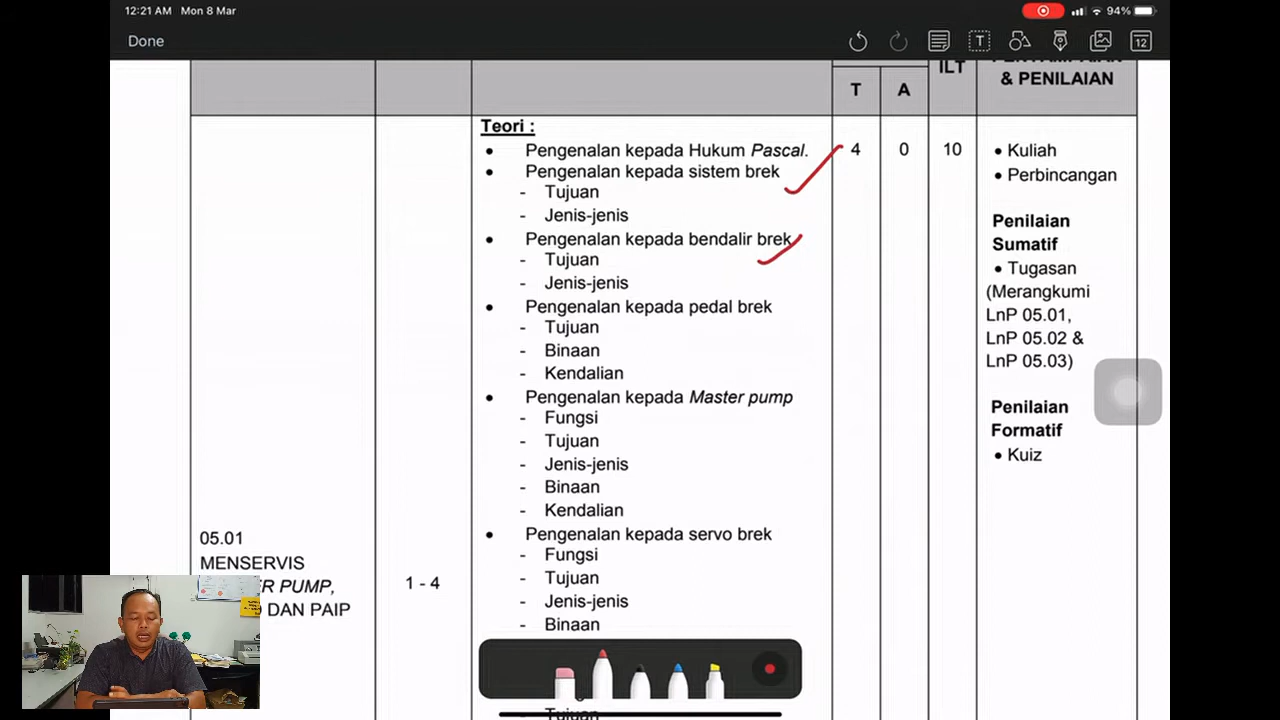 12:21 AM Mon 8 Mar
94%
Done
T
12
ILT
& PENILAIAN
T
A
Teori :
• Pengenalan kepada Hukum Pascal.
4
0
10
• Kuliah
• Pengenalan kepada sistem brek
• Perbincangan
- Tujuan
- Jenis-jenis
Penilaian
Sumatif
• Pengenalan kepada bendalir brek
- Tujuan
• Tugasan
- Jenis-jenis
(Merangkumi
LnP 05.01,
LnP 05.02 &
LnP 05.03)
• Pengenalan kepada pedal brek
- Tujuan
- Binaan
- Kendalian
• Pengenalan kepada Master pump
Penilaian
Formatif
- Fungsi
- Tujuan
• Kuiz
- Jenis-jenis
- Binaan
- Kendalian
• Pengenalan kepada servo brek
05.01
- Fungsi
MENSERVIS
- Tujuan
ER PUMP,
1 - 4
- Jenis-jenis
DAN PAIP
- Binaan
Tujuan